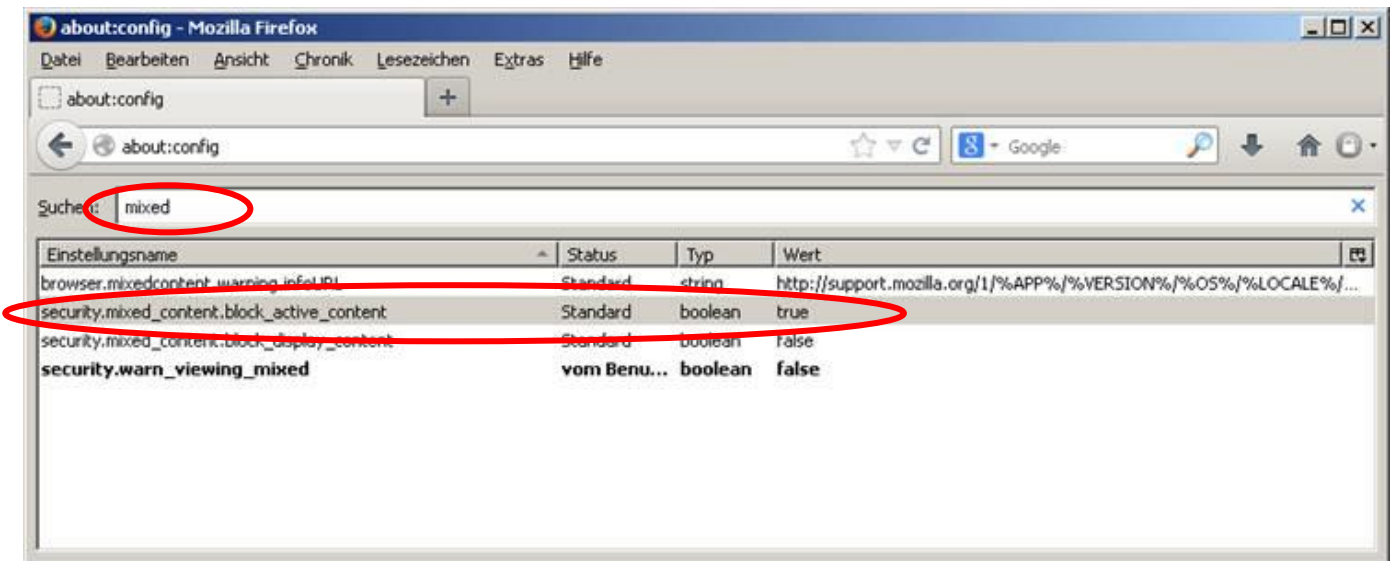 about:config - Mozilla Firefox
Datei Bearbeiten Ansicht Chronik Lesezeichen Extras Hilfe
about:config
about:config Google
Suchen: mixed
Einstellungsname Status Typ Wert
browser.mixedcontent.warning.infoURL Standard string http://support.mozilla.org/1/%APP%/%VERSION%/%OS%/%LOCALE%/...
security.mixed_content.block_active_content Standard boolean true
security.mixed_content.block_display_content Standard boolean false
security.warn_viewing_mixed vom Benu... boolean false